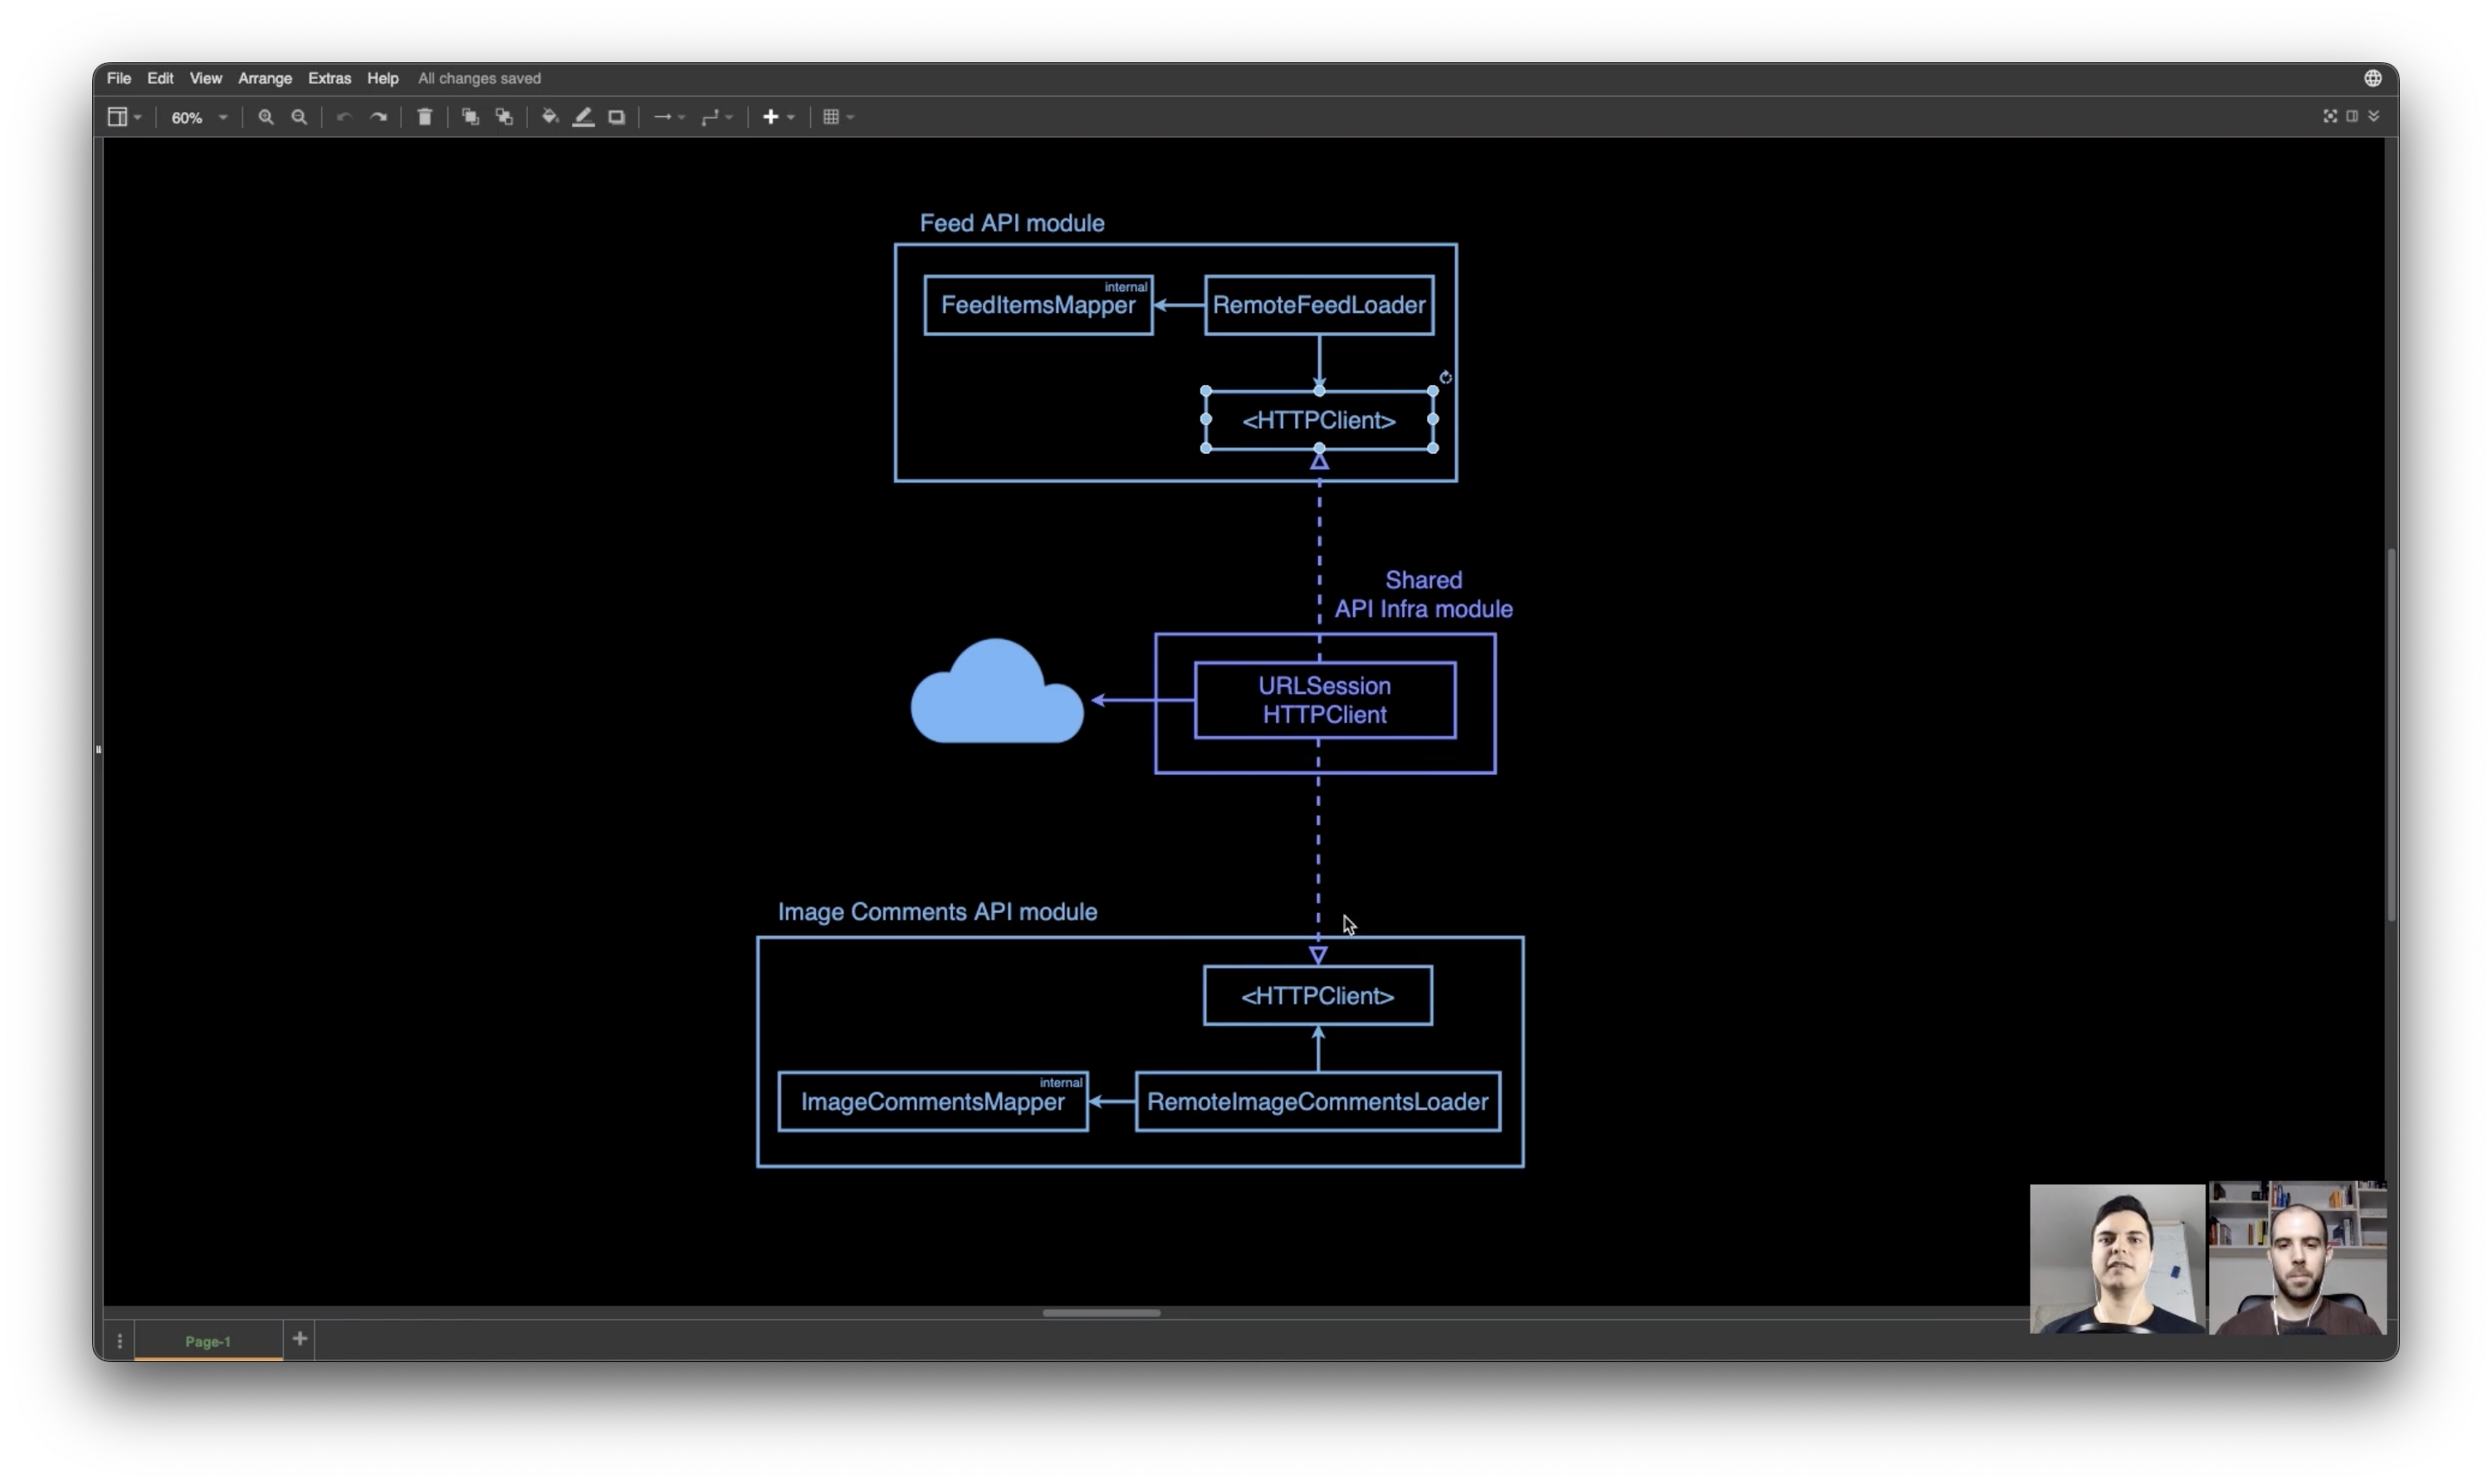 File Edit View Arrange Extras Help All changes saved
60%
Feed API module
internal
FeedItemsMapper
RemoteFeedLoader
<HTTPClient>
Shared
API Infra module
URLSession
HTTPClient
Image Comments API module
<HTTPClient>
internal
ImageCommentsMapper
RemoteImageCommentsLoader
Page-1